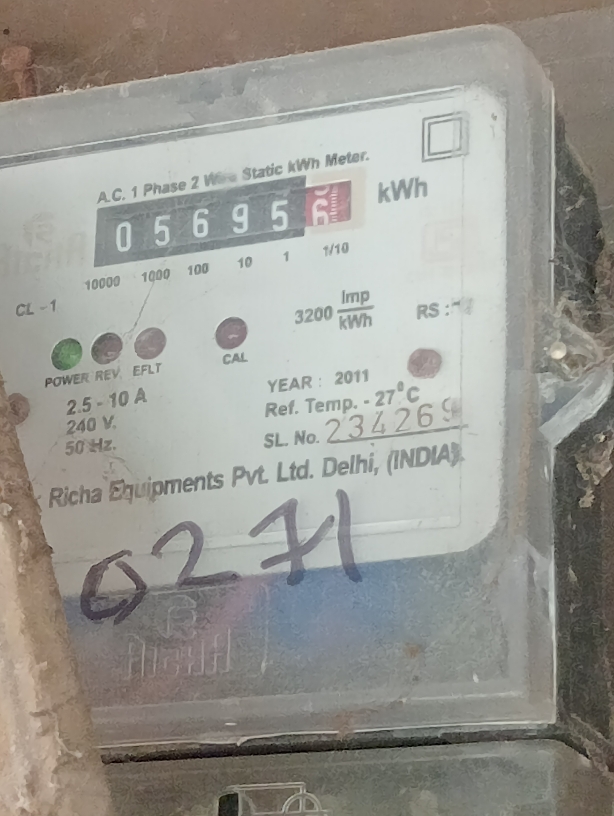 A.C. 1 Phase 2 Wire Static kWh Meter.
05695 6 kWh
10000 1000 100 10 1 1/10
CL - 1
3200 Imp/kWh
RS :
POWER REV. EFLT CAL
2.5 - 10 A
240 V.
50 Hz.
YEAR : 2011
Ref. Temp. - 27°C
SL. No. 234269
Richa Equipments Pvt. Ltd. Delhi, (INDIA).
0271